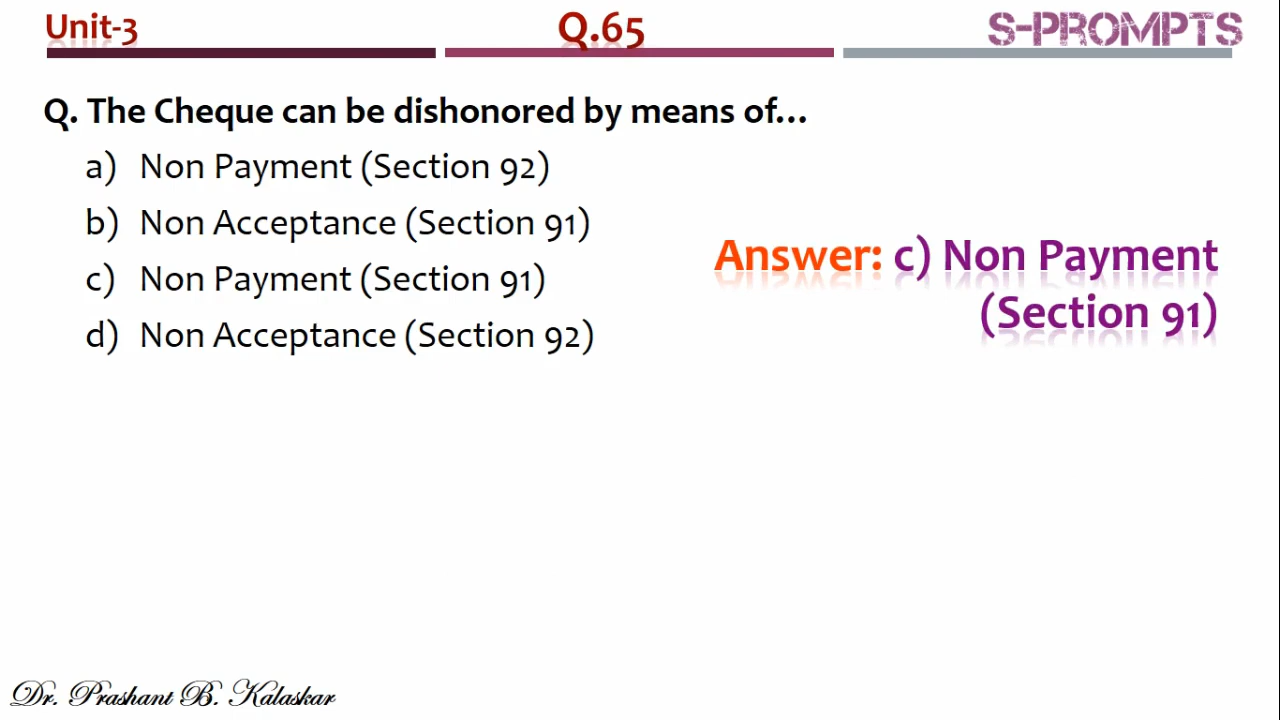 Unit-3
Q.65
S-PROMPTS
Q. The Cheque can be dishonored by means of...
a) Non Payment (Section 92)
b) Non Acceptance (Section 91)
c) Non Payment (Section 91)
d) Non Acceptance (Section 92)
Answer: c) Non Payment
(Section 91)
Dr. Prashant B. Kalaskar